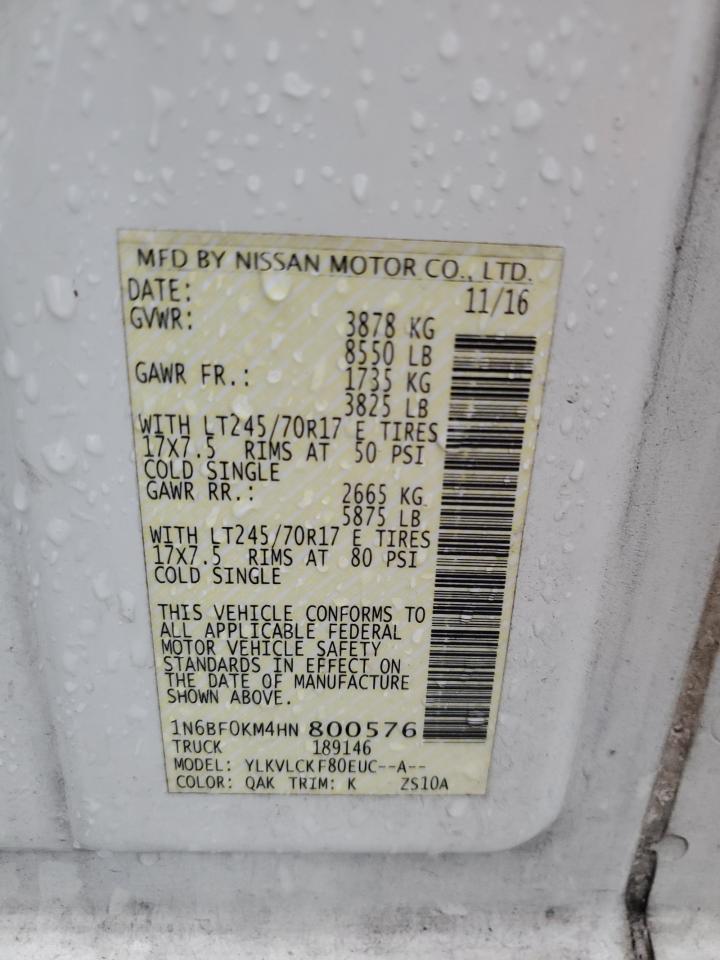 MFD BY NISSAN MOTOR CO., LTD.
DATE: 11/16
GVWR: 3878 KG
8550 LB
GAWR FR.: 1735 KG
3825 LB
WITH LT245/70R17 E TIRES
17X7.5 RIMS AT 50 PSI
COLD SINGLE
GAWR RR.: 2665 KG
5875 LB
WITH LT245/70R17 E TIRES
17X7.5 RIMS AT 80 PSI
COLD SINGLE
THIS VEHICLE CONFORMS TO
ALL APPLICABLE FEDERAL
MOTOR VEHICLE SAFETY
STANDARDS IN EFFECT ON
THE DATE OF MANUFACTURE
SHOWN ABOVE.
1N6BF0KM4HN 800576
TRUCK 189146
MODEL: YLKVLCKF80EUC--A--
COLOR: QAK TRIM: K ZS10A